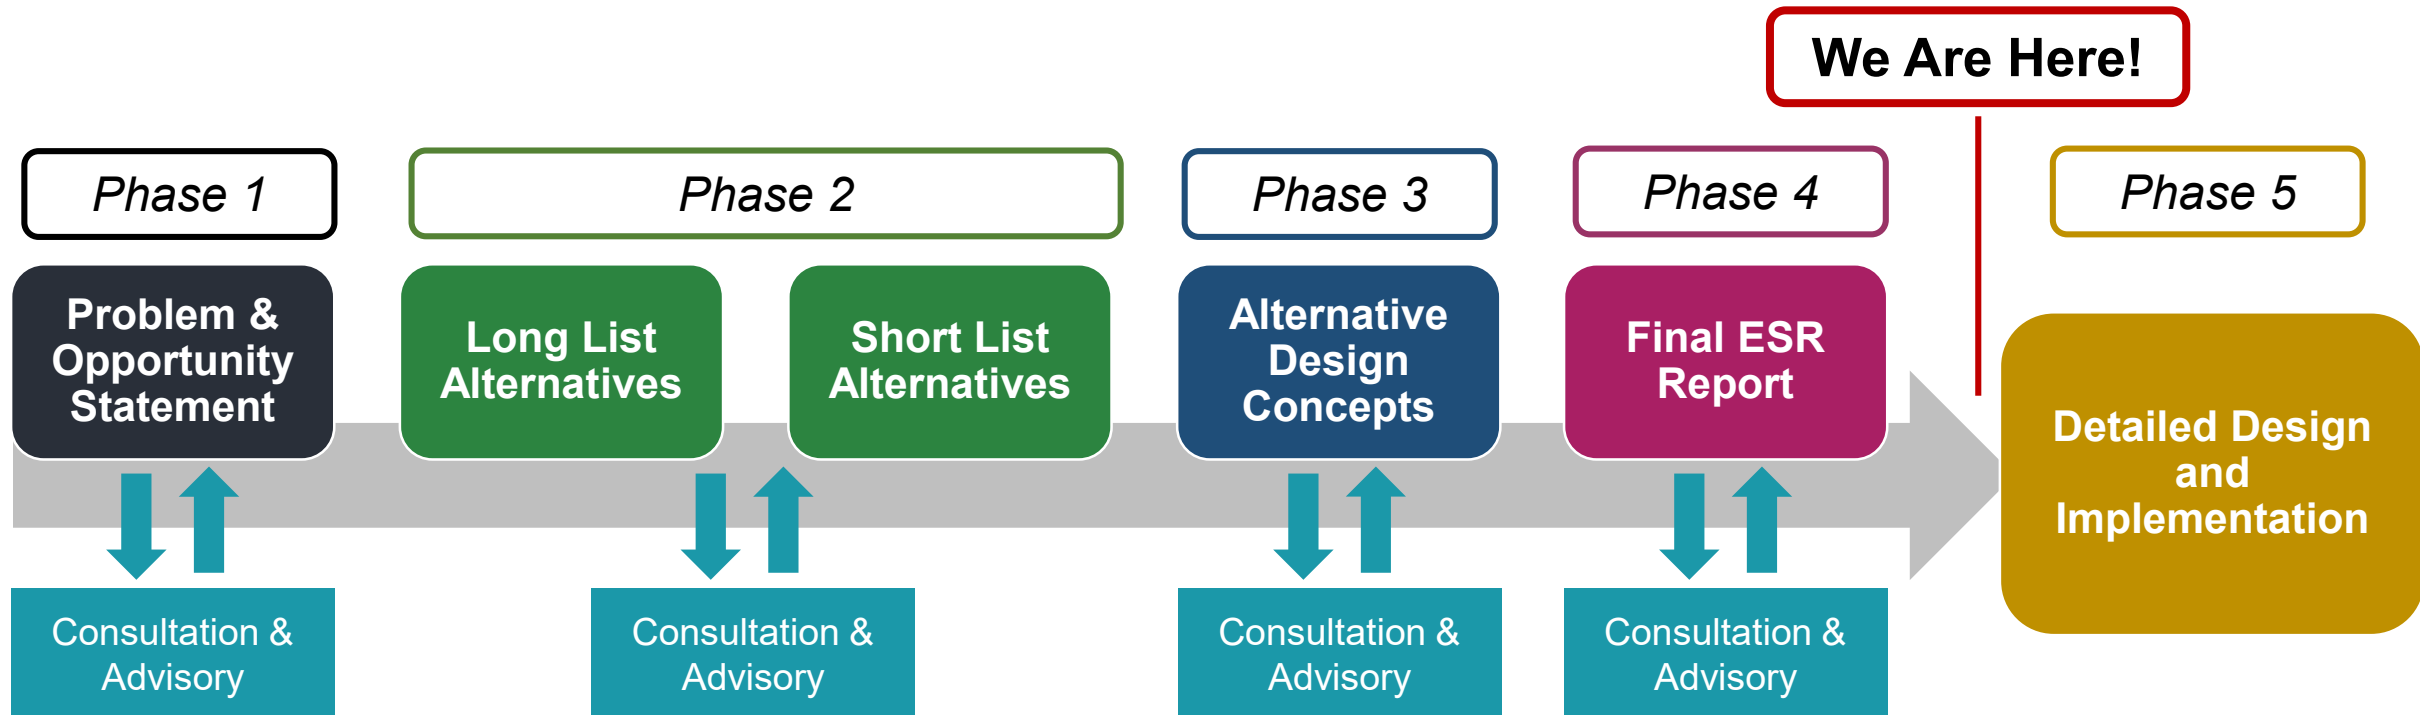 We Are Here!
Phase 1
Phase 2
Phase 3
Phase 4
Phase 5
Problem &
Opportunity
Statement
Long List
Alternatives
Short List
Alternatives
Alternative
Design
Concepts
Final ESR
Report
Detailed Design
and
Implementation
Consultation &
Advisory
Consultation &
Advisory
Consultation &
Advisory
Consultation &
Advisory